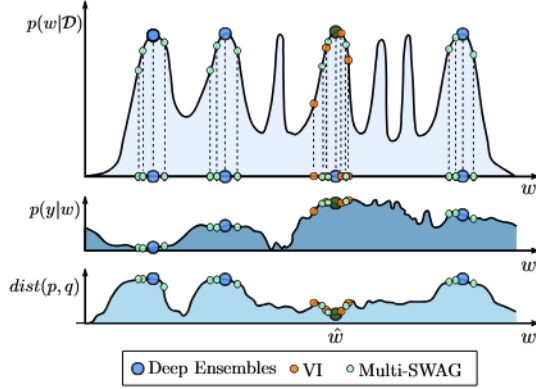 p(w|𝒟)
w
p(y|w)
w
dist(p, q)
ŵ
w
Deep Ensembles VI Multi-SWAG